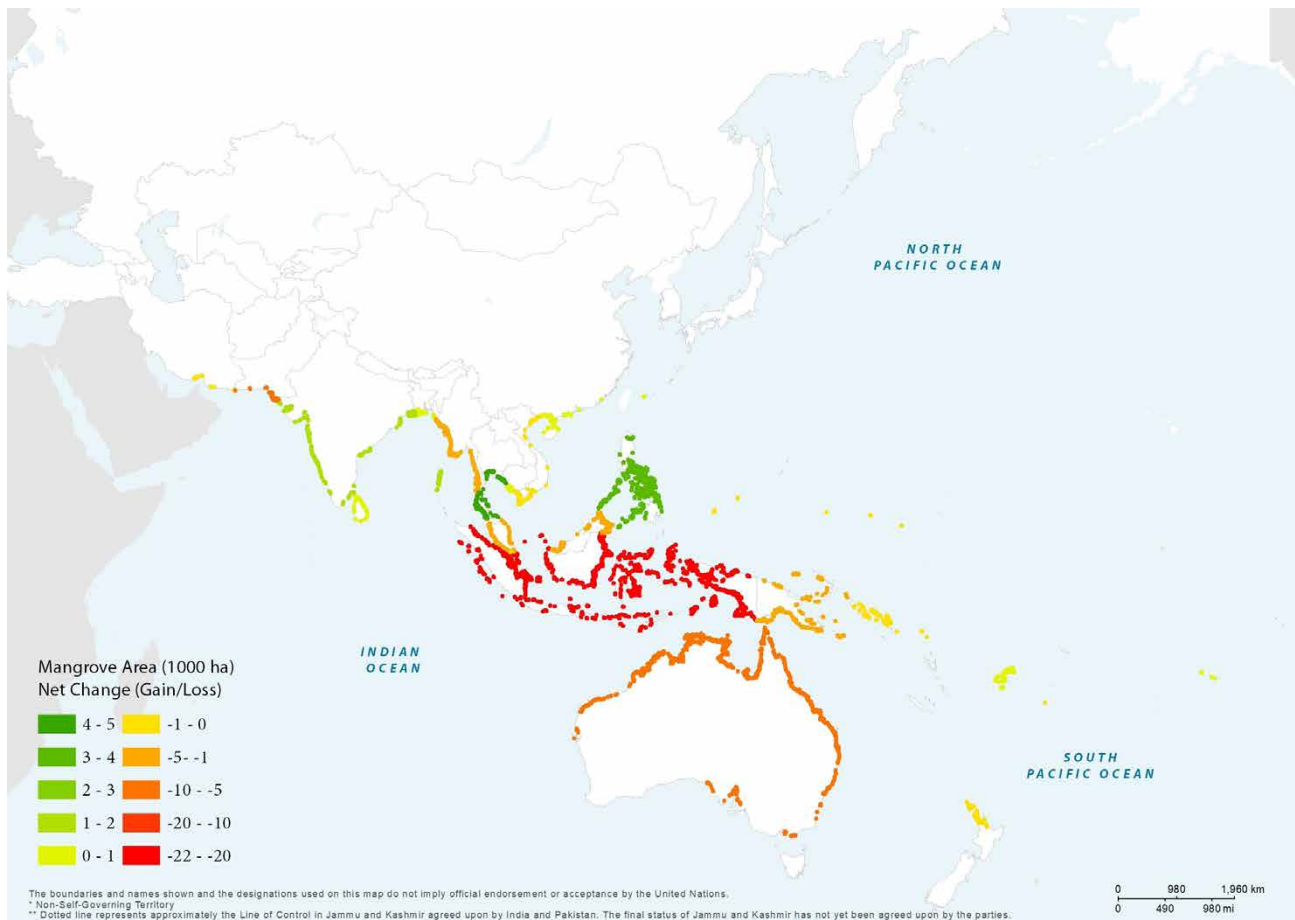 NORTH
PACIFIC OCEAN
INDIAN
OCEAN
SOUTH
PACIFIC OCEAN
Mangrove Area (1000 ha)
Net Change (Gain/Loss)
4 - 5 -1 - 0
3 - 4 -5- -1
2 - 3 -10 - -5
1 - 2 -20 - -10
0 - 1 -22 - -20
0 980 1,960 km
0 490 980 mi
The boundaries and names shown and the designations used on this map do not imply official endorsement or acceptance by the United Nations.
* Non-Self-Governing Territory
** Dotted line represents approximately the Line of Control in Jammu and Kashmir agreed upon by India and Pakistan. The final status of Jammu and Kashmir has not yet been agreed upon by the parties.